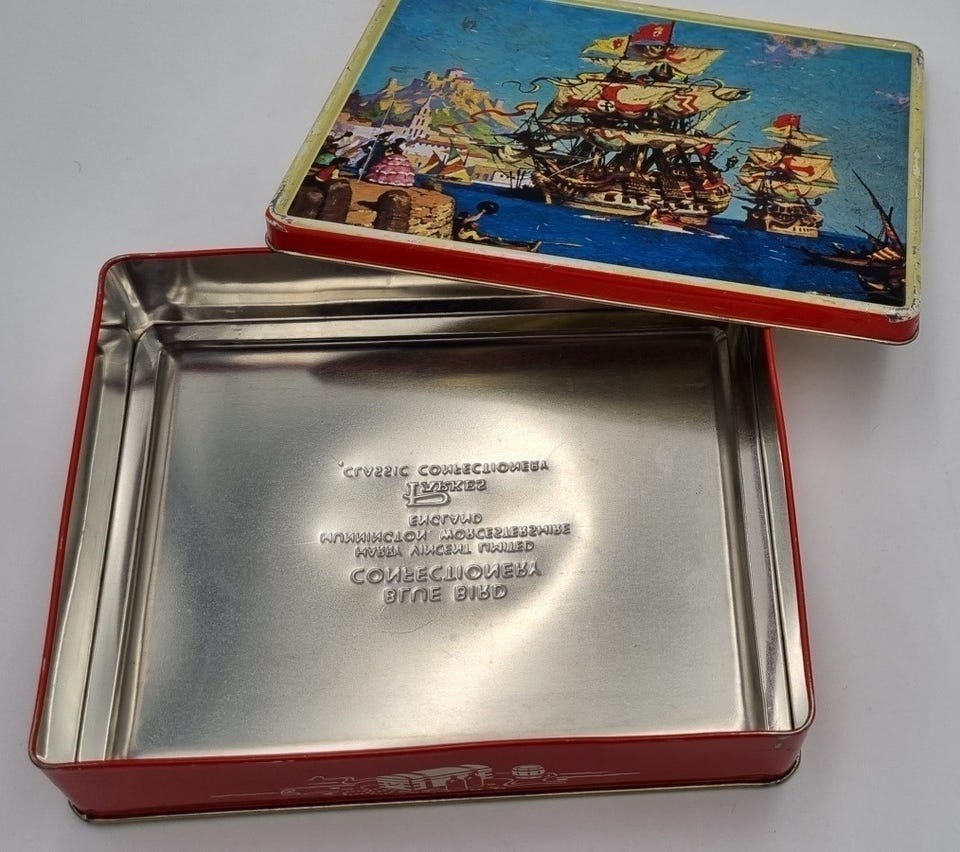 BLUE BIRD
CONFECTIONERY
HARRY VINCENT LIMITED
HUNNINGTON WORCESTERSHIRE
ENGLAND
PARKES
CLASSIC CONFECTIONERY